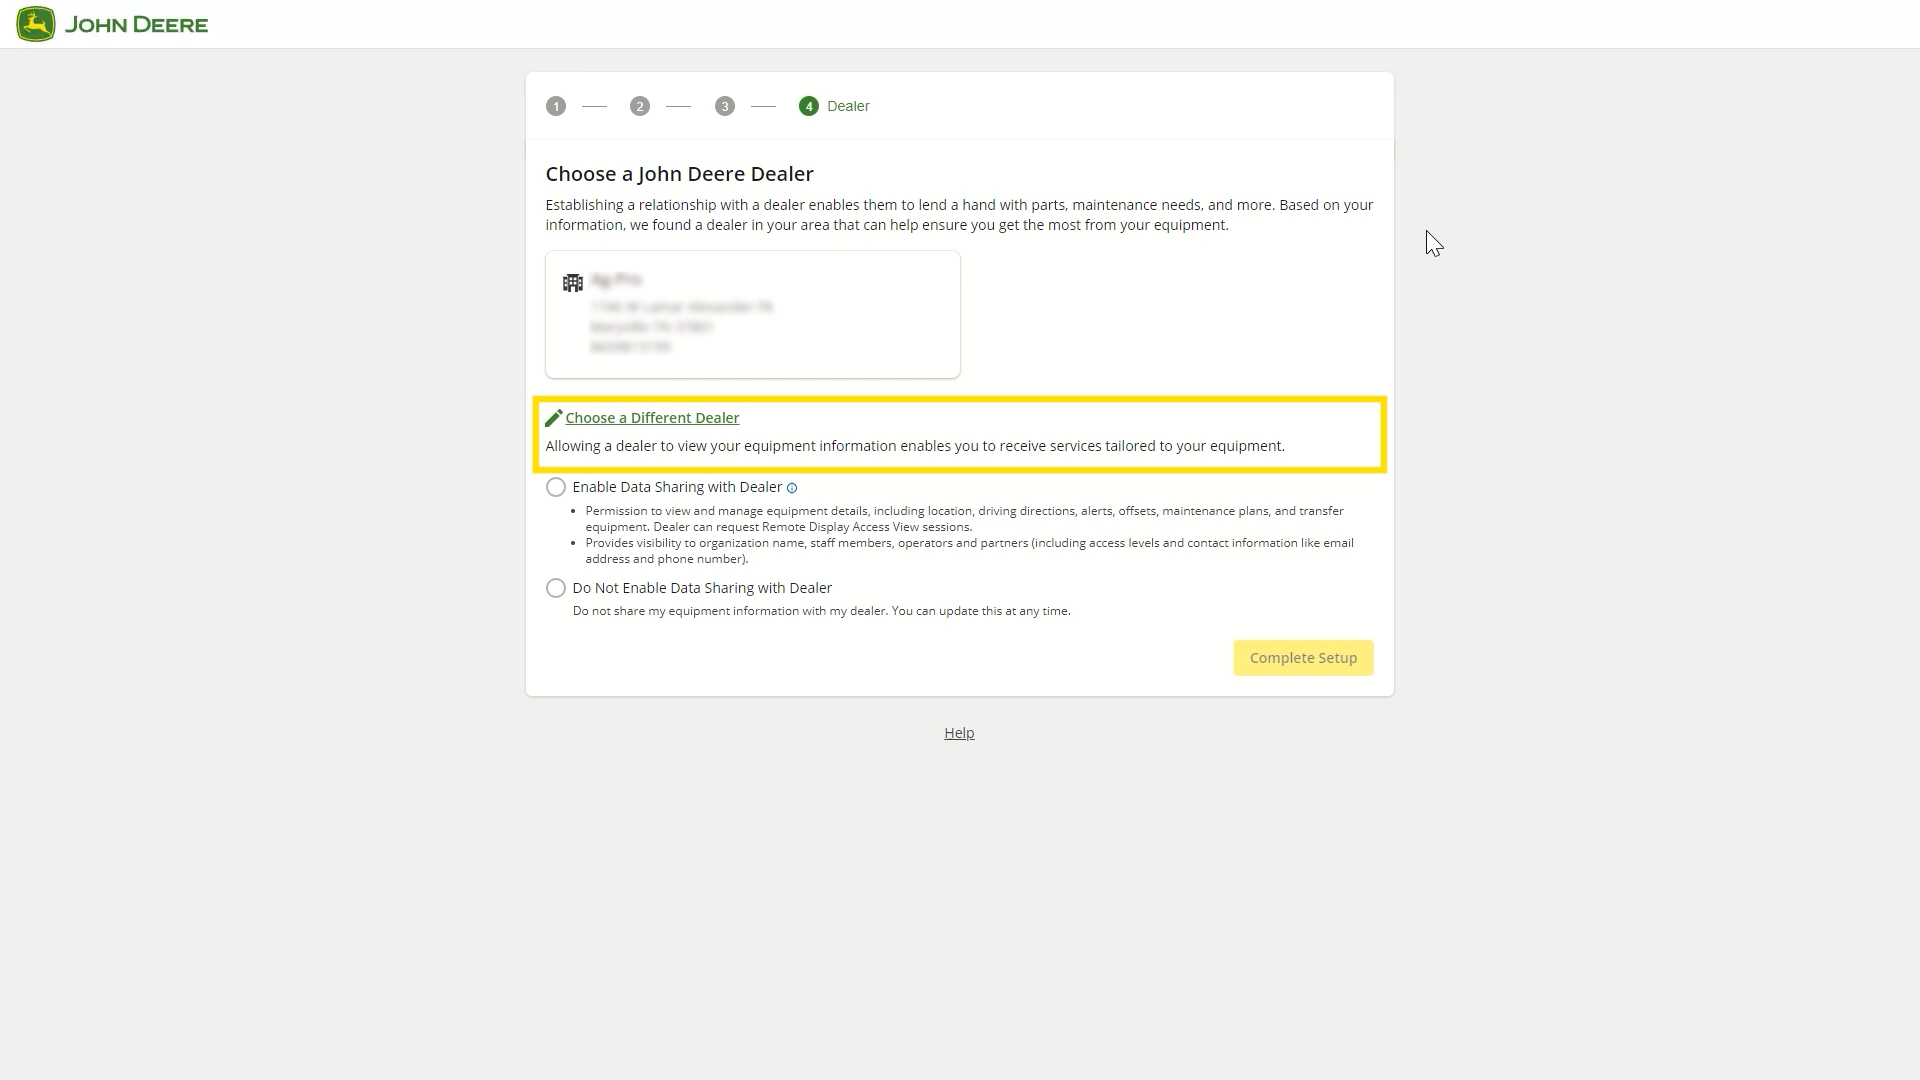 JOHN DEERE
1 2 3 4 Dealer
Choose a John Deere Dealer
Establishing a relationship with a dealer enables them to lend a hand with parts, maintenance needs, and more. Based on your
information, we found a dealer in your area that can help ensure you get the most from your equipment.
Choose a Different Dealer
Allowing a dealer to view your equipment information enables you to receive services tailored to your equipment.
Enable Data Sharing with Dealer
• Permission to view and manage equipment details, including location, driving directions, alerts, offsets, maintenance plans, and transfer
equipment. Dealer can request Remote Display Access View sessions.
• Provides visibility to organization name, staff members, operators and partners (including access levels and contact information like email
address and phone number).
Do Not Enable Data Sharing with Dealer
Do not share my equipment information with my dealer. You can update this at any time.
Complete Setup
Help